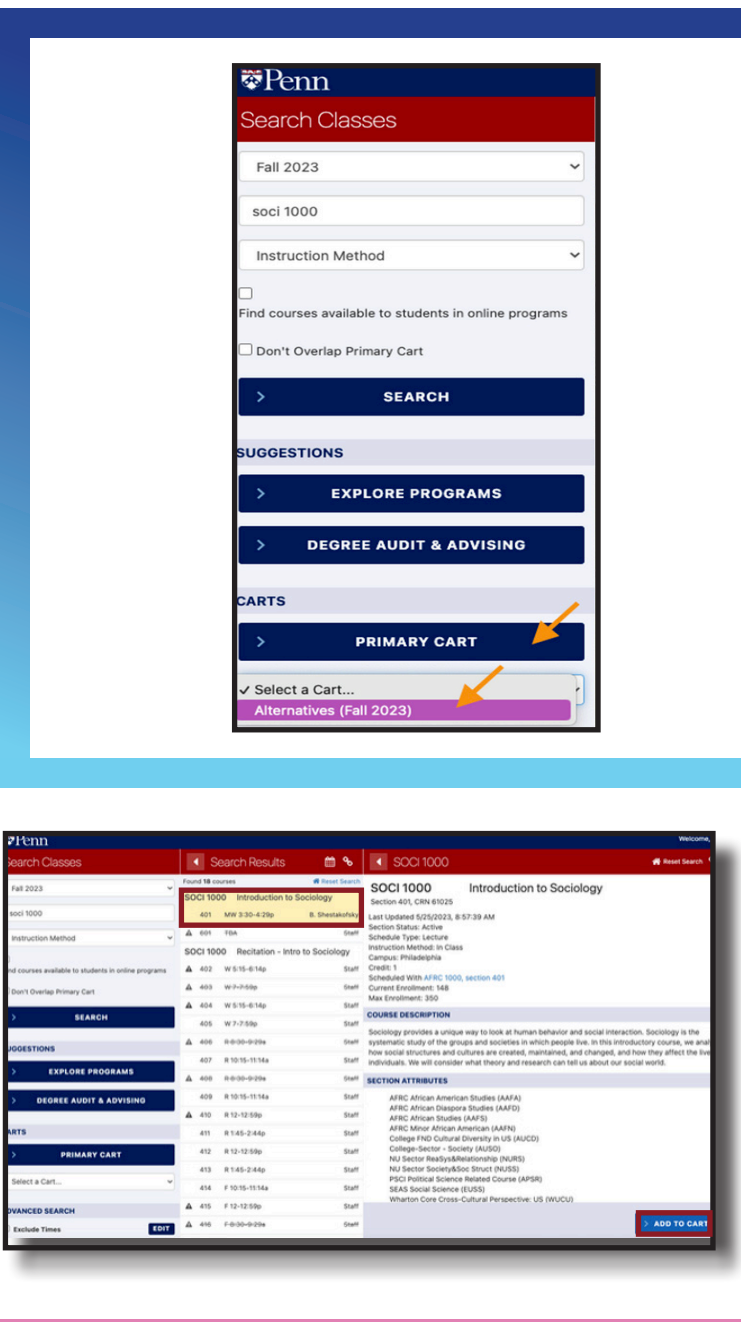 Penn
Search Classes
Fall 2023
soci 1000
Instruction Method
Find courses available to students in online programs
Don't Overlap Primary Cart
SEARCH
SUGGESTIONS
EXPLORE PROGRAMS
DEGREE AUDIT & ADVISING
CARTS
PRIMARY CART
✓ Select a Cart...
Alternatives (Fall 2023)
Penn
Welcome,
Search Classes
Fall 2023
soci 1000
Instruction Method
nd courses available to students in online programs
Don't Overlap Primary Cart
SEARCH
UGGESTIONS
EXPLORE PROGRAMS
DEGREE AUDIT & ADVISING
ARTS
PRIMARY CART
Select a Cart...
DVANCED SEARCH
Exclude Times EDIT
Search Results
Found 18 courses Reset Search
SOCI 1000 Introduction to Sociology
401 MW 3:30-4:29p B. Shestakofsky
601 TBA Staff
SOCI 1000 Recitation - Intro to Sociology
402 W 5:15-6:14p Staff
403 W 7-7:59p Staff
404 W 5:15-6:14p Staff
405 W 7-7:59p Staff
406 R 8:30-9:29a Staff
407 R 10:15-11:14a Staff
408 R 8:30-9:29a Staff
409 R 10:15-11:14a Staff
410 R 12-12:59p Staff
411 R 1:45-2:44p Staff
412 R 12-12:59p Staff
413 R 1:45-2:44p Staff
414 F 10:15-11:14a Staff
415 F 12-12:59p Staff
416 F 8:30-9:29a Staff
SOCI 1000 Reset Search
SOCI 1000 Introduction to Sociology
Section 401, CRN 61025
Last Updated 5/25/2023, 8:57:39 AM
Section Status: Active
Schedule Type: Lecture
Instruction Method: In Class
Campus: Philadelphia
Credit: 1
Scheduled With AFRC 1000, section 401
Current Enrollment: 148
Max Enrollment: 350
COURSE DESCRIPTION
Sociology provides a unique way to look at human behavior and social interaction. Sociology is the
systematic study of the groups and societies in which people live. In this introductory course, we anal
how social structures and cultures are created, maintained, and changed, and how they affect the live
individuals. We will consider what theory and research can tell us about our social world.
SECTION ATTRIBUTES
AFRC African American Studies (AAFA)
AFRC African Diaspora Studies (AAFD)
AFRC African Studies (AAFS)
AFRC Minor African American (AAFN)
College FND Cultural Diversity in US (AUCD)
College-Sector - Society (AUSO)
NU Sector ReaSys&Relationship (NURS)
NU Sector Society&Soc Struct (NUSS)
PSCI Political Science Related Course (APSR)
SEAS Social Science (EUSS)
Wharton Core Cross-Cultural Perspective: US (WUCU)
ADD TO CART